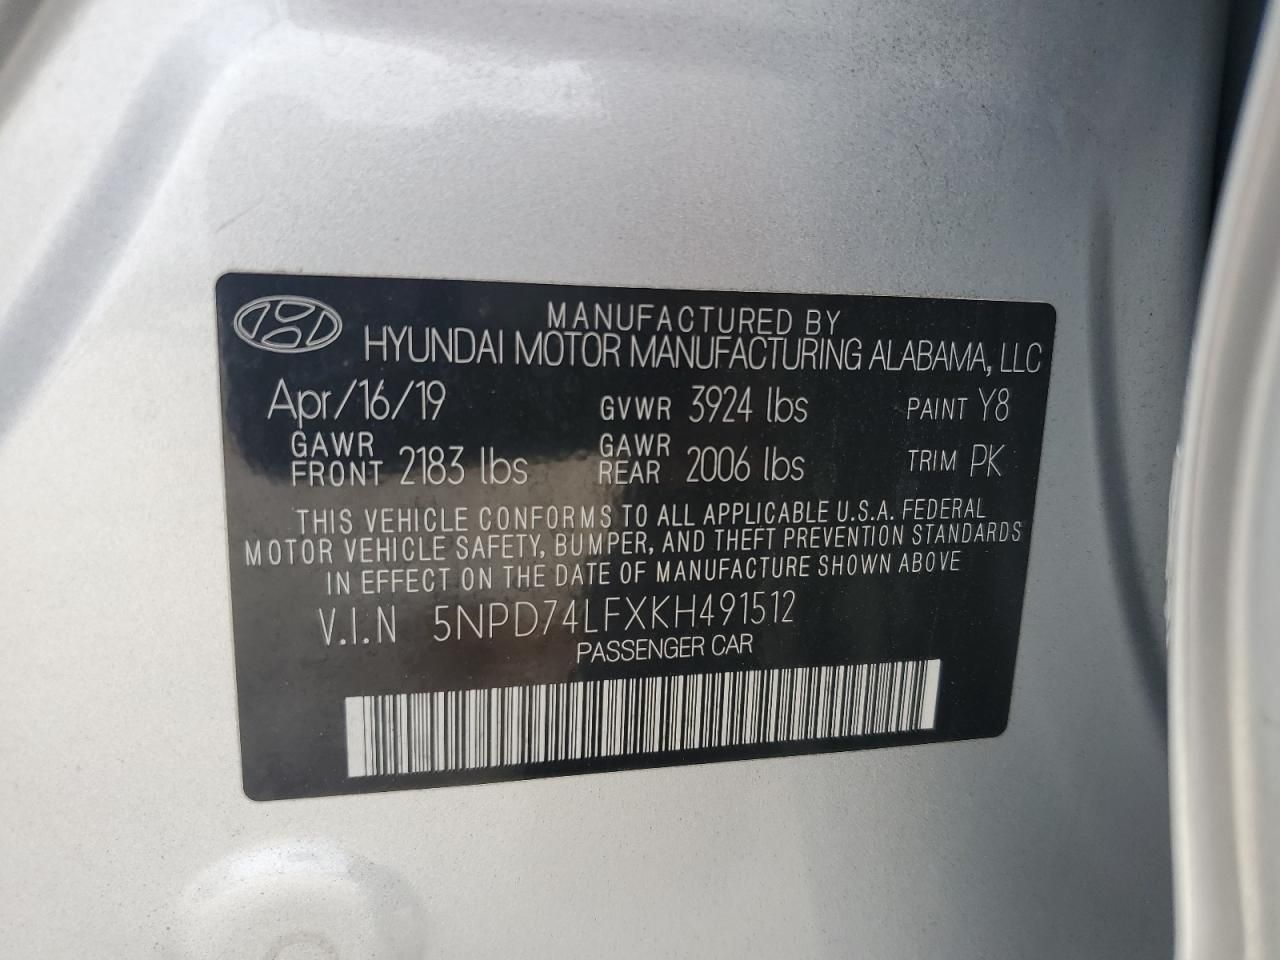 MANUFACTURED BY
HYUNDAI MOTOR MANUFACTURING ALABAMA, LLC
Apr/16/19 GVWR 3924 lbs PAINT Y8
GAWR FRONT 2183 lbs GAWR REAR 2006 lbs TRIM PK
THIS VEHICLE CONFORMS TO ALL APPLICABLE U.S.A. FEDERAL
MOTOR VEHICLE SAFETY, BUMPER, AND THEFT PREVENTION STANDARDS
IN EFFECT ON THE DATE OF MANUFACTURE SHOWN ABOVE
V.I.N 5NPD74LFXKH491512
PASSENGER CAR